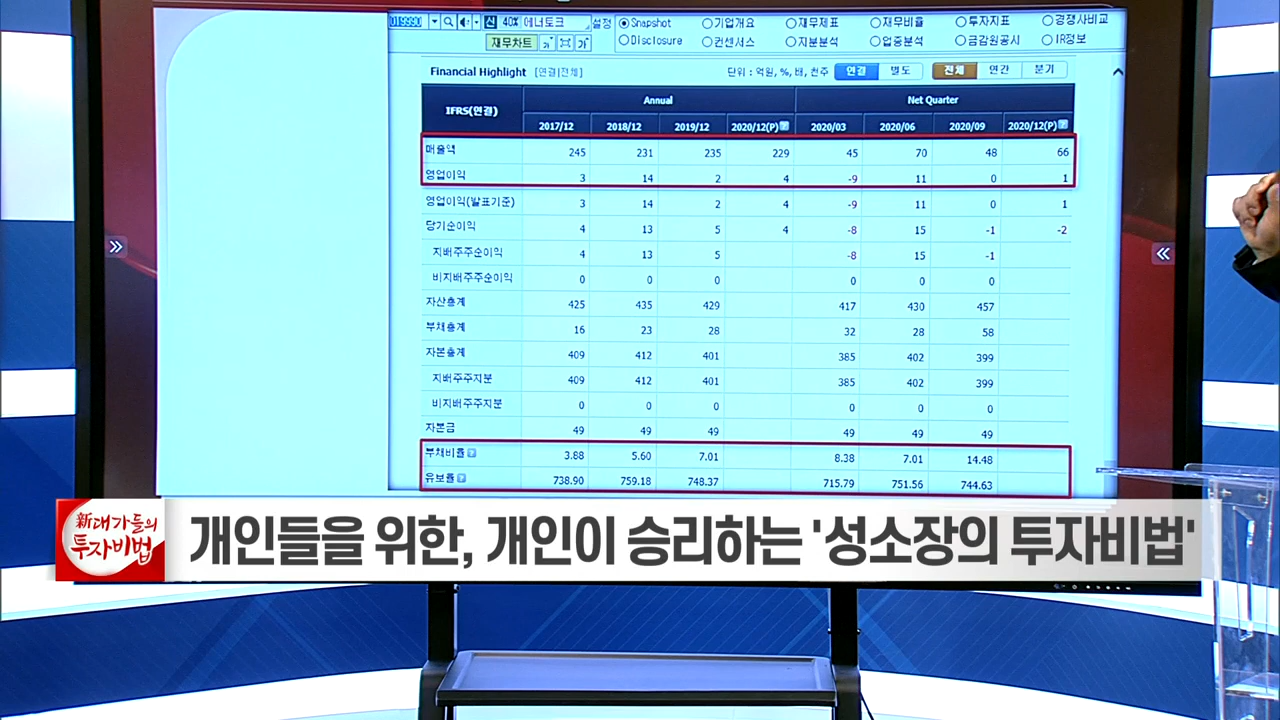 019990 신 40% 에너토크 설정
Snapshot 기업개요 재무제표 재무비율 투자지표 경쟁사비교
재무차트 가 가 Disclosure 컨센서스 지분분석 업종분석 금감원공시 IR정보
Financial Highlight [연결|전체] 단위 : 억원, %, 배, 천주 연결 별도 전체 연간 분기
IFRS(연결) Annual Net Quarter
2017/12 2018/12 2019/12 2020/12(P) 2020/03 2020/06 2020/09 2020/12(P)
매출액 245 231 235 229 45 70 48 66
영업이익 3 14 2 4 -9 11 0 1
영업이익(발표기준) 3 14 2 4 -9 11 0 1
당기순이익 4 13 5 4 -8 15 -1 -2
지배주주순이익 4 13 5 -8 15 -1
비지배주주순이익 0 0 0 0 0 0
자산총계 425 435 429 417 430 457
부채총계 16 23 28 32 28 58
자본총계 409 412 401 385 402 399
지배주주지분 409 412 401 385 402 399
비지배주주지분 0 0 0 0 0 0
자본금 49 49 49 49 49 49
부채비율 3.88 5.60 7.01 8.38 7.01 14.48
유보율 738.90 759.18 748.37 715.79 751.56 744.63
新대가들의
투자비법
개인들을 위한, 개인이 승리하는 '성소장의 투자비법'